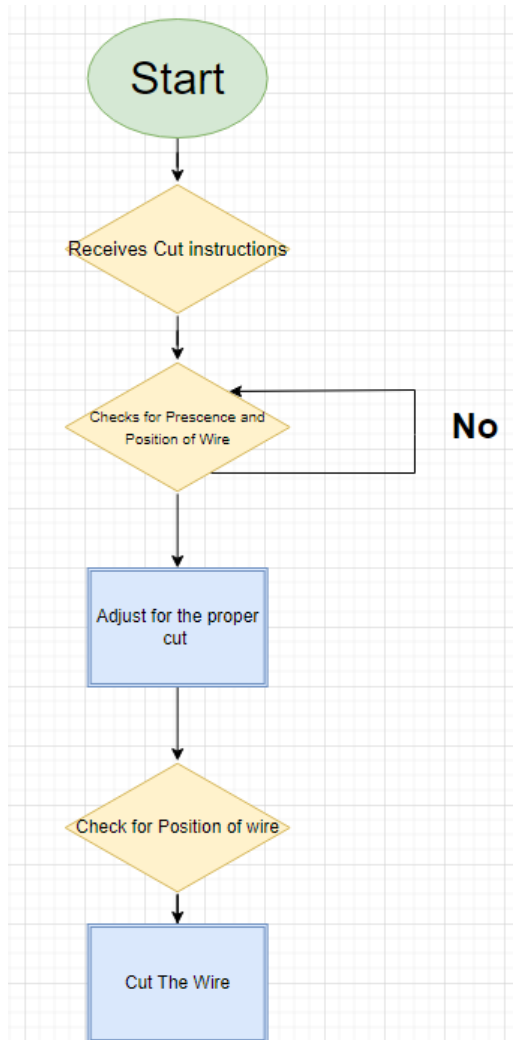 Start
Receives Cut instructions
Checks for Prescence and
Position of Wire
No
Adjust for the proper
cut
Check for Position of wire
Cut The Wire